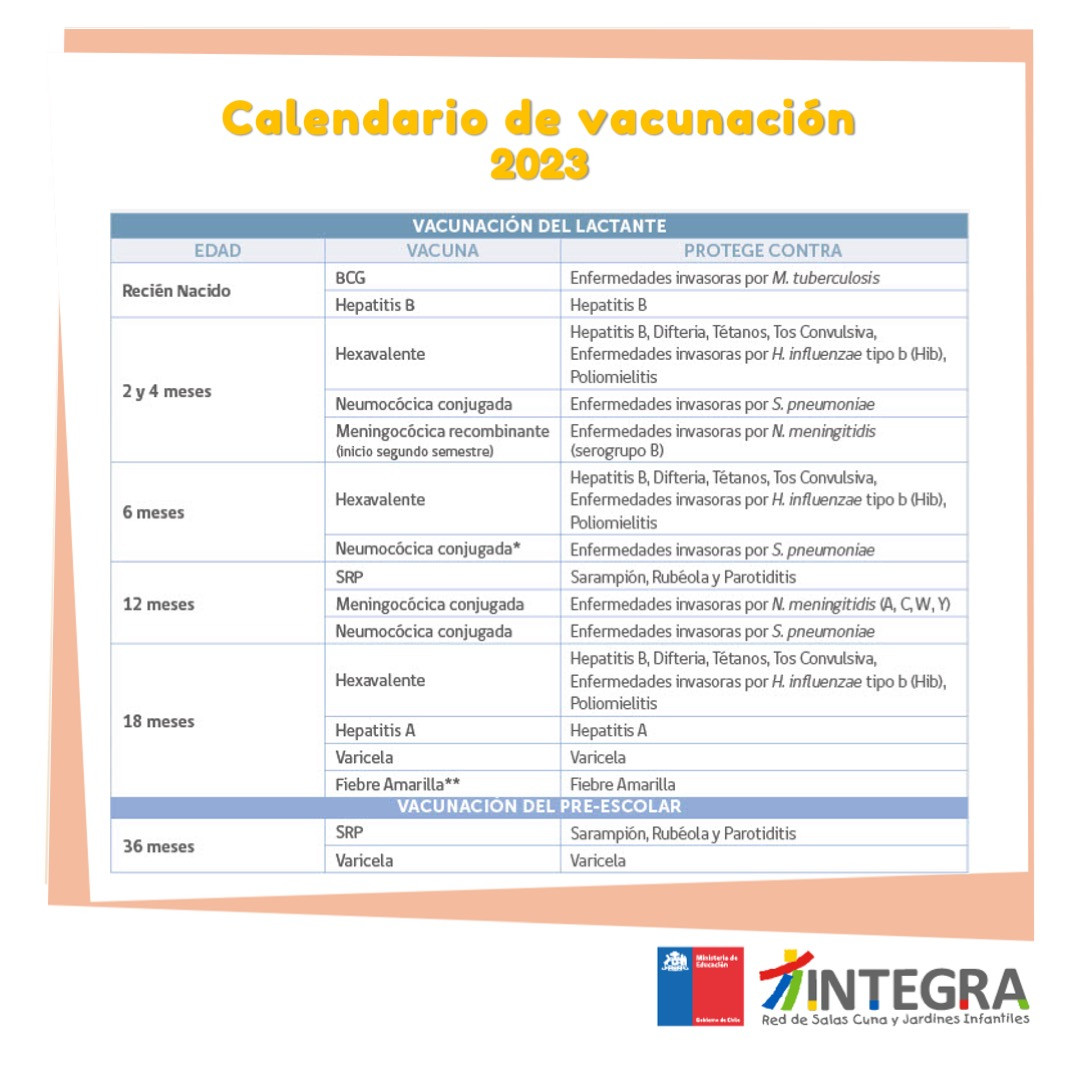 Calendario de vacunación
2023
VACUNACIÓN DEL LACTANTE
EDAD VACUNA PROTEGE CONTRA
Recién Nacido
BCG Enfermedades invasoras por M. tuberculosis
Hepatitis B Hepatitis B
2 y 4 meses
Hexavalente
Hepatitis B, Difteria, Tétanos, Tos Convulsiva,
Enfermedades invasoras por H. influenzae tipo b (Hib),
Poliomielitis
Neumocócica conjugada Enfermedades invasoras por S. pneumoniae
Meningocócica recombinante
(inicio segundo semestre)
Enfermedades invasoras por N. meningitidis
(serogrupo B)
6 meses
Hexavalente
Hepatitis B, Difteria, Tétanos, Tos Convulsiva,
Enfermedades invasoras por H. influenzae tipo b (Hib),
Poliomielitis
Neumocócica conjugada* Enfermedades invasoras por S. pneumoniae
12 meses
SRP Sarampión, Rubéola y Parotiditis
Meningocócica conjugada Enfermedades invasoras por N. meningitidis (A, C, W, Y)
Neumocócica conjugada Enfermedades invasoras por S. pneumoniae
18 meses
Hexavalente
Hepatitis B, Difteria, Tétanos, Tos Convulsiva,
Enfermedades invasoras por H. influenzae tipo b (Hib),
Poliomielitis
Hepatitis A Hepatitis A
Varicela Varicela
Fiebre Amarilla** Fiebre Amarilla
VACUNACIÓN DEL PRE-ESCOLAR
36 meses
SRP Sarampión, Rubéola y Parotiditis
Varicela Varicela
Ministerio de
Educación
Gobierno de Chile
INTEGRA
Red de Salas Cuna y Jardines Infantiles